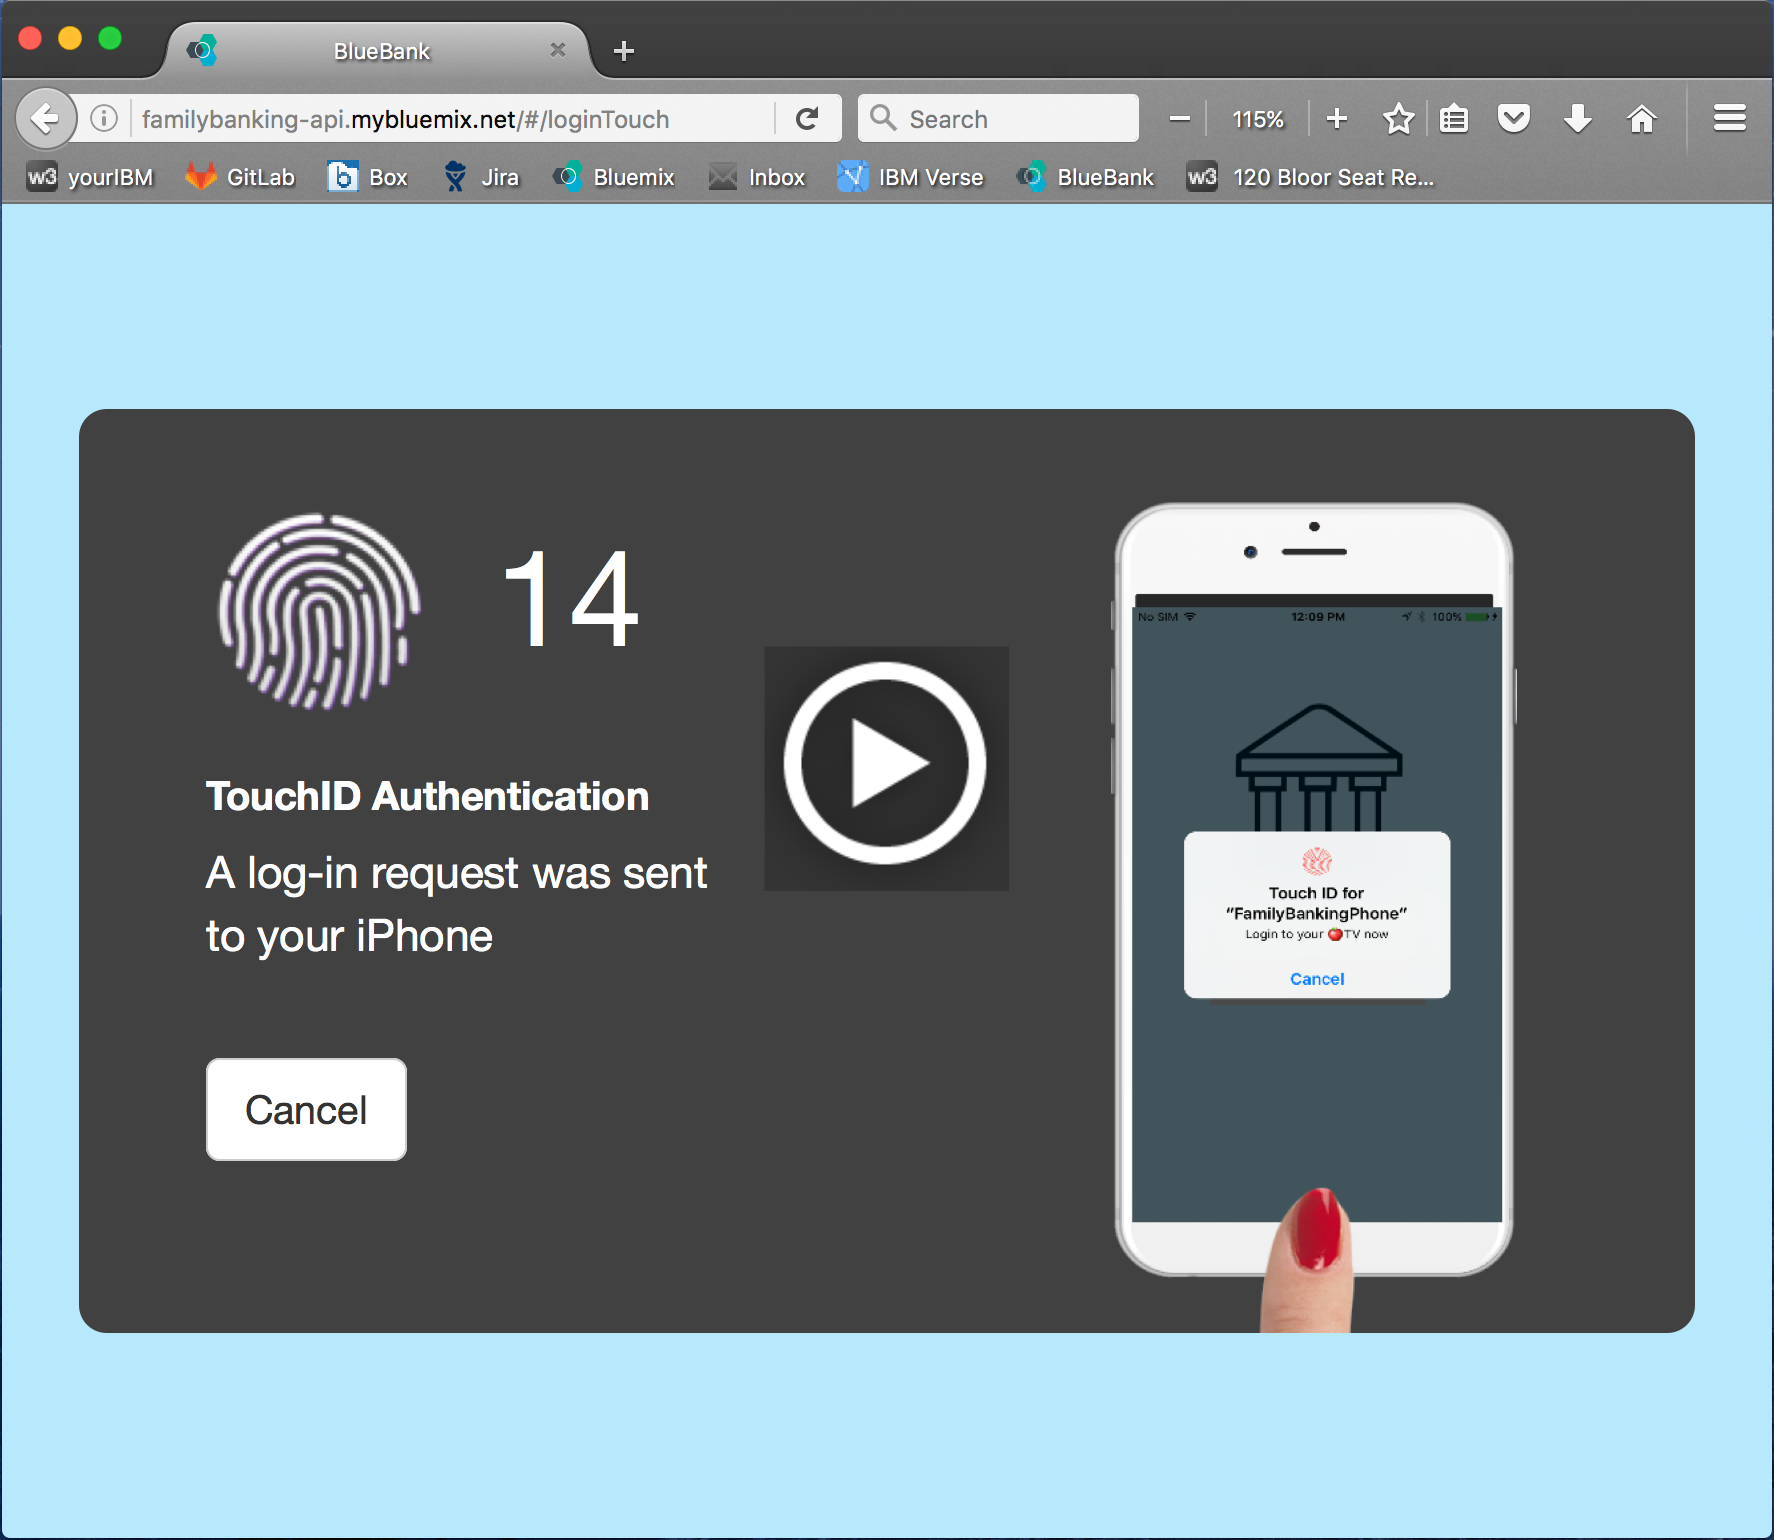 BlueBank
familybanking-api.mybluemix.net/#/loginTouch
Search
115%
w3 yourIBM
GitLab
b Box
Jira
Bluemix
Inbox
IBM Verse
BlueBank
w3 120 Bloor Seat Re...
14
TouchID Authentication
A log-in request was sent
to your iPhone
Cancel
No SIM 12:09 PM 100%
Touch ID for
“FamilyBankingPhone”
Login to your 🍎TV now
Cancel